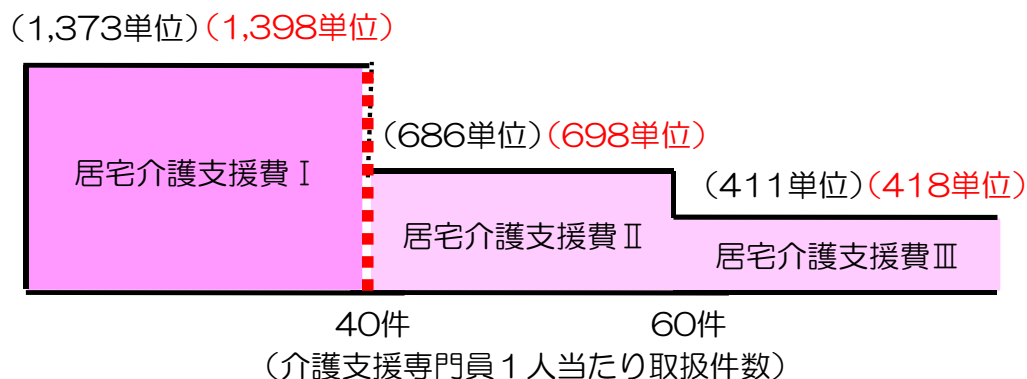 （1,373単位）（1,398単位）
（686単位）（698単位）
（411単位）（418単位）
居宅介護支援費Ⅰ
居宅介護支援費Ⅱ
居宅介護支援費Ⅲ
40件
60件
（介護支援専門員１人当たり取扱件数）